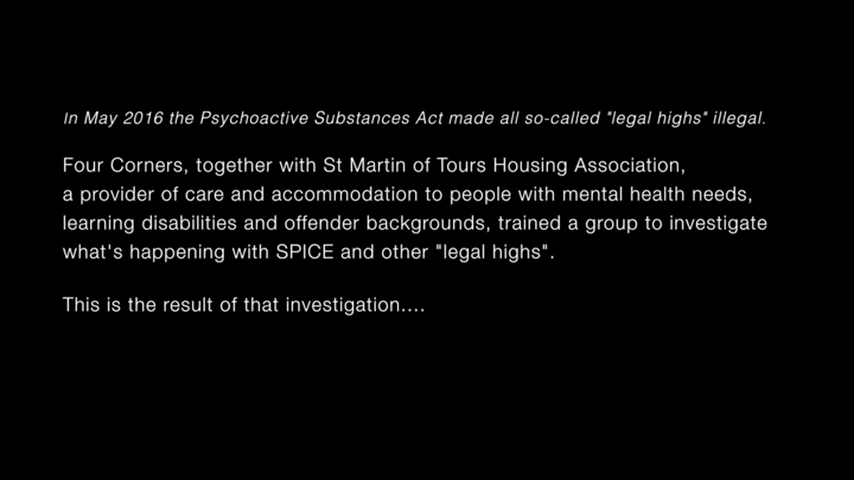 In May 2016 the Psychoactive Substances Act made all so-called "legal highs" illegal.
Four Corners, together with St Martin of Tours Housing Association,
a provider of care and accommodation to people with mental health needs,
learning disabilities and offender backgrounds, trained a group to investigate
what's happening with SPICE and other "legal highs".
This is the result of that investigation....